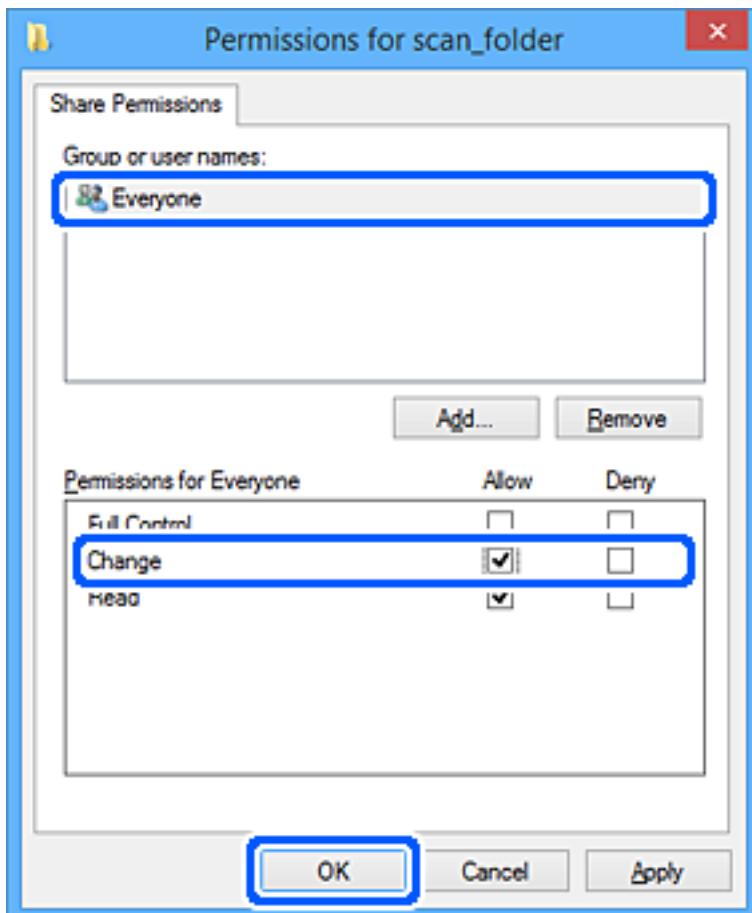 Permissions for scan_folder
Share Permissions
Group or user names:
Everyone
Add... Remove
Permissions for Everyone Allow Deny
Full Control
Change
Read
OK Cancel Apply